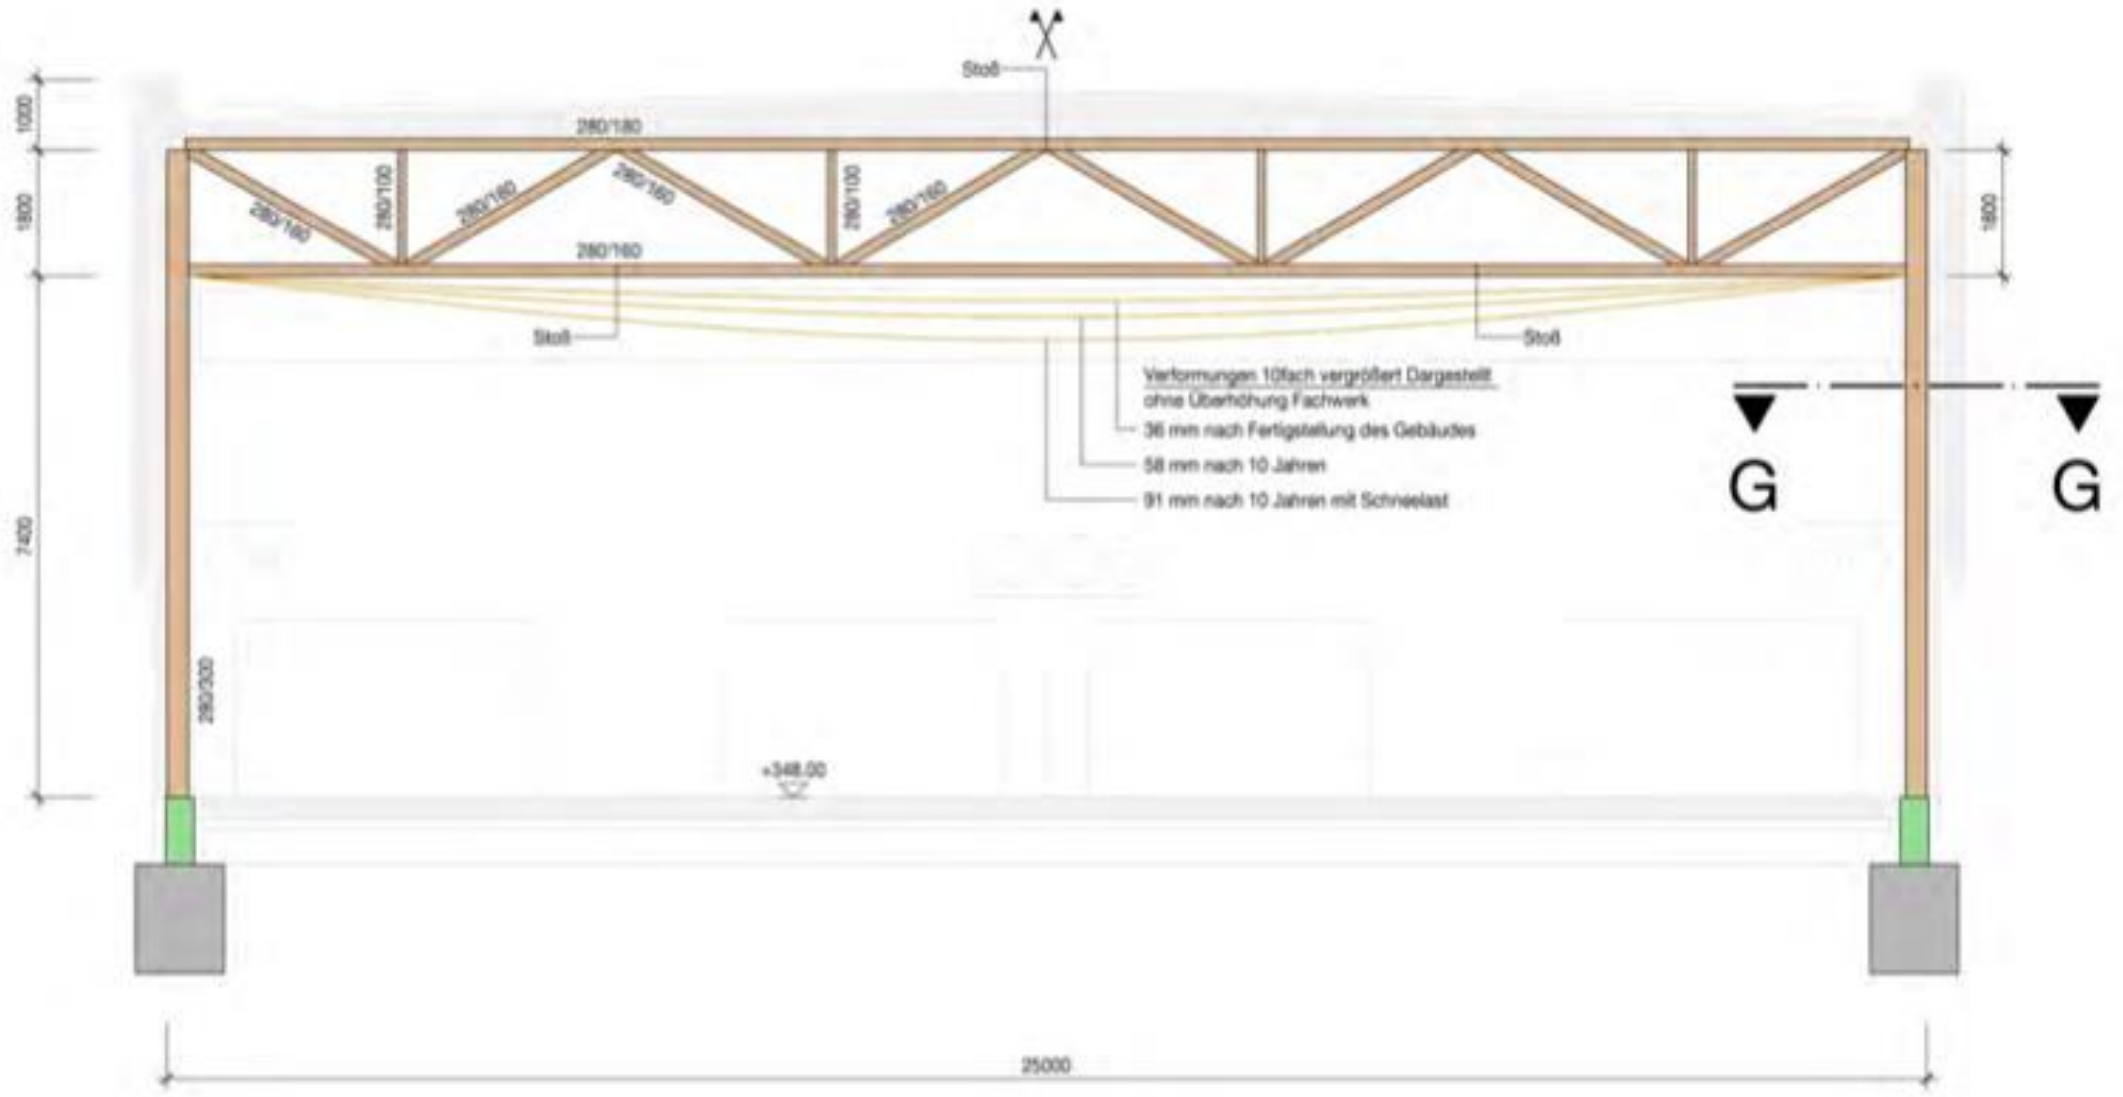 Stoß
1000
280/180
1800
280/160
280/100
280/160
280/160
280/100
280/160
1800
280/160
Stoß
Stoß
Verformungen 10fach vergrößert Dargestellt
ohne Überhöhung Fachwerk
36 mm nach Fertigstellung des Gebäudes
58 mm nach 10 Jahren
91 mm nach 10 Jahren mit Schneelast
G
G
7400
280/300
+348.00
25000